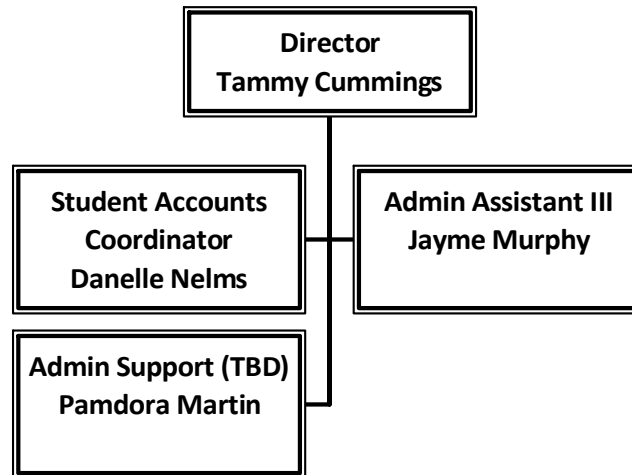 Director
Tammy Cummings
Student Accounts
Coordinator
Danelle Nelms
Admin Assistant III
Jayme Murphy
Admin Support (TBD)
Pamdora Martin